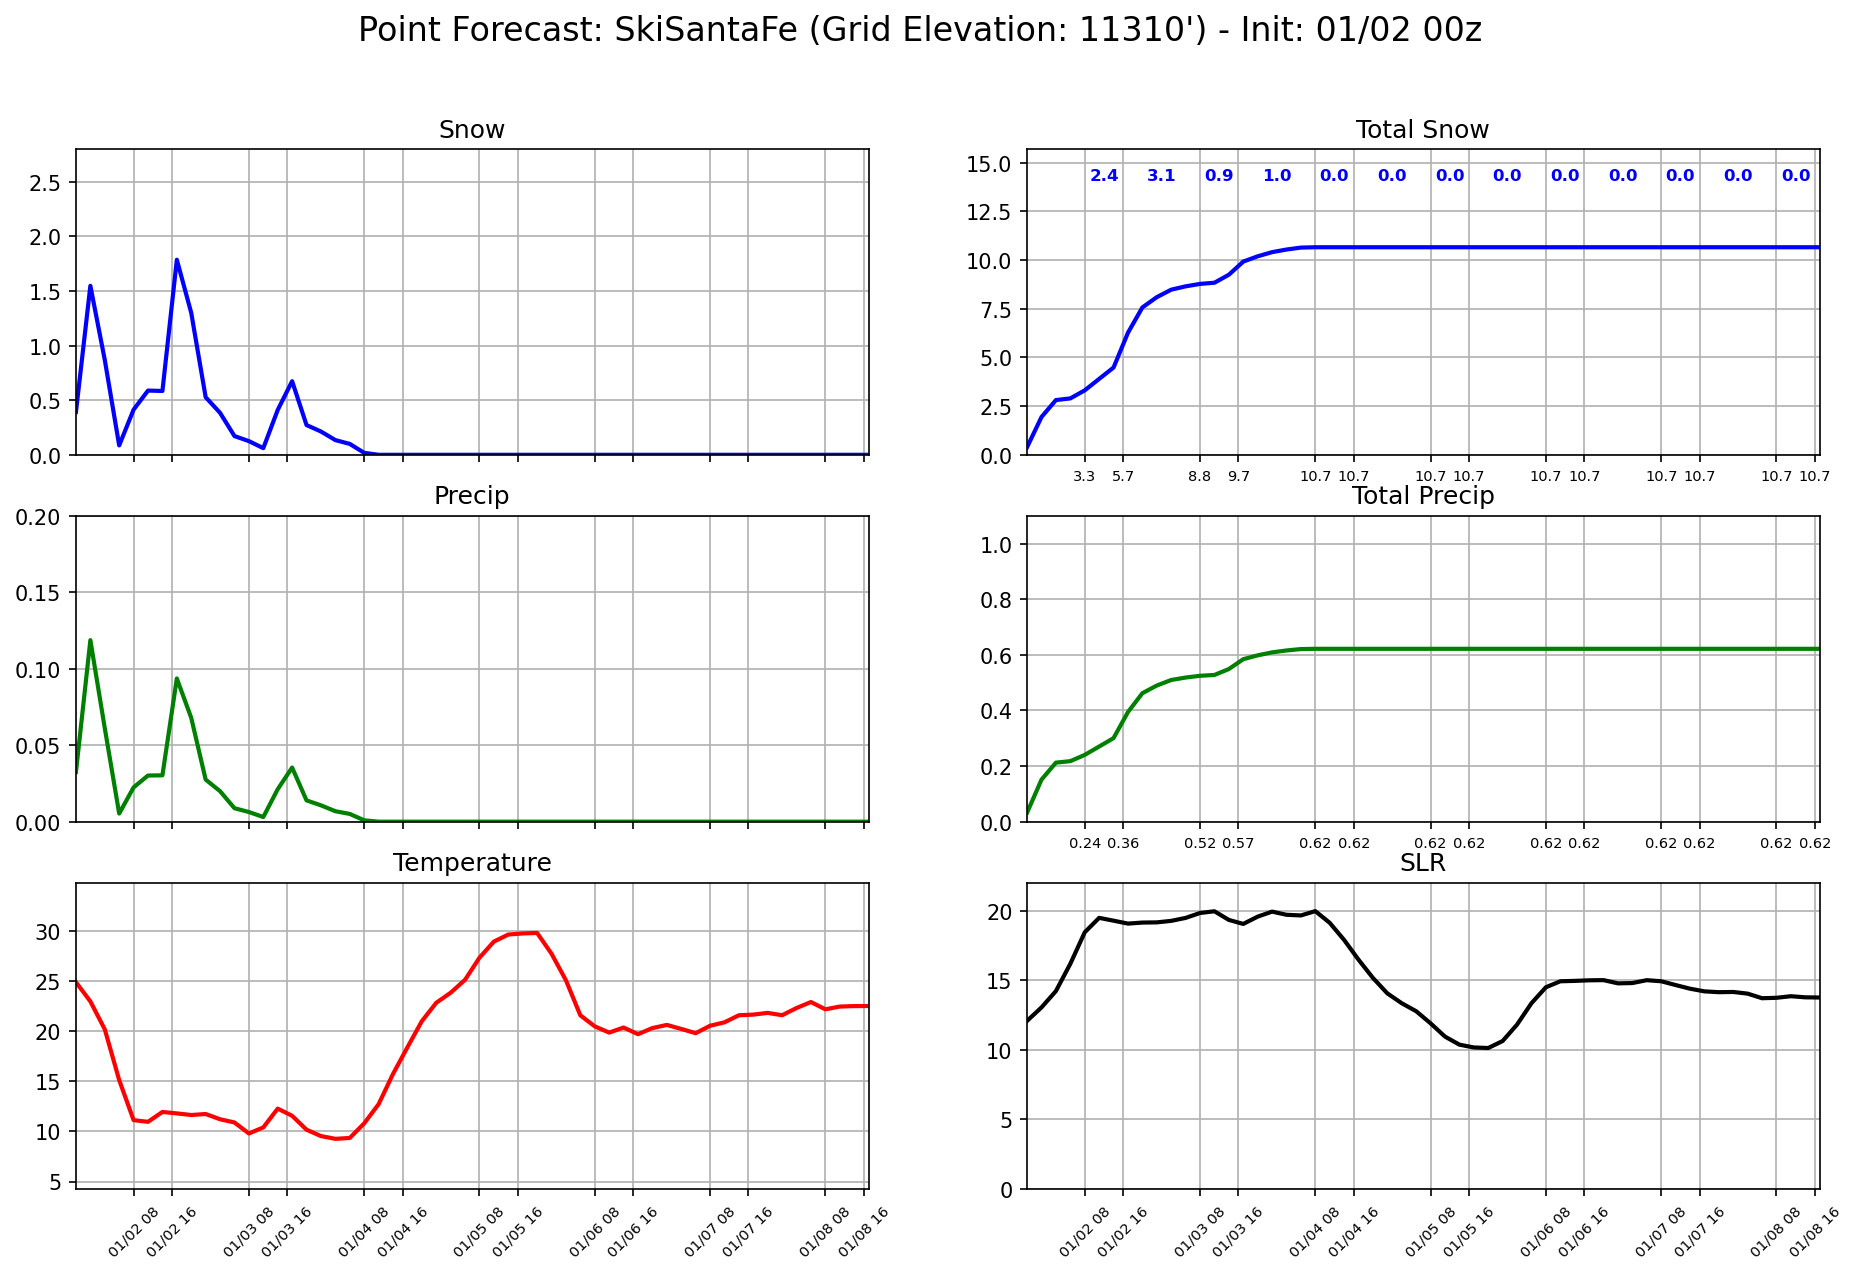 Point Forecast: SkiSantaFe (Grid Elevation: 11310') - Init: 01/02 00z
Snow
2.5
2.0
1.5
1.0
0.5
0.0
Total Snow
15.0
12.5
10.0
7.5
5.0
2.5
0.0
2.4 3.1 0.9 1.0 0.0 0.0 0.0 0.0 0.0 0.0 0.0 0.0 0.0
3.3 5.7 8.8 9.7 10.7 10.7 10.7 10.7 10.7 10.7 10.7 10.7 10.7 10.7
Precip
0.20
0.15
0.10
0.05
0.00
Total Precip
1.0
0.8
0.6
0.4
0.2
0.0
0.24 0.36 0.52 0.57 0.62 0.62 0.62 0.62 0.62 0.62 0.62 0.62 0.62 0.62
Temperature
30
25
20
15
10
5
01/02 08 01/02 16 01/03 08 01/03 16 01/04 08 01/04 16 01/05 08 01/05 16 01/06 08 01/06 16 01/07 08 01/07 16 01/08 08 01/08 16
SLR
20
15
10
5
0
01/02 08 01/02 16 01/03 08 01/03 16 01/04 08 01/04 16 01/05 08 01/05 16 01/06 08 01/06 16 01/07 08 01/07 16 01/08 08 01/08 16